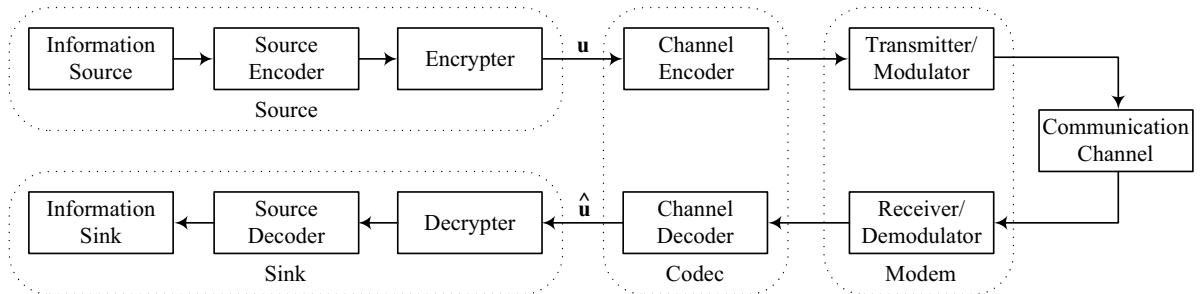 Information
Source
Source
Encoder
Encrypter
u
Channel
Encoder
Transmitter/
Modulator
Source
Communication
Channel
Information
Sink
Source
Decoder
Decrypter
û
Channel
Decoder
Receiver/
Demodulator
Sink
Codec
Modem